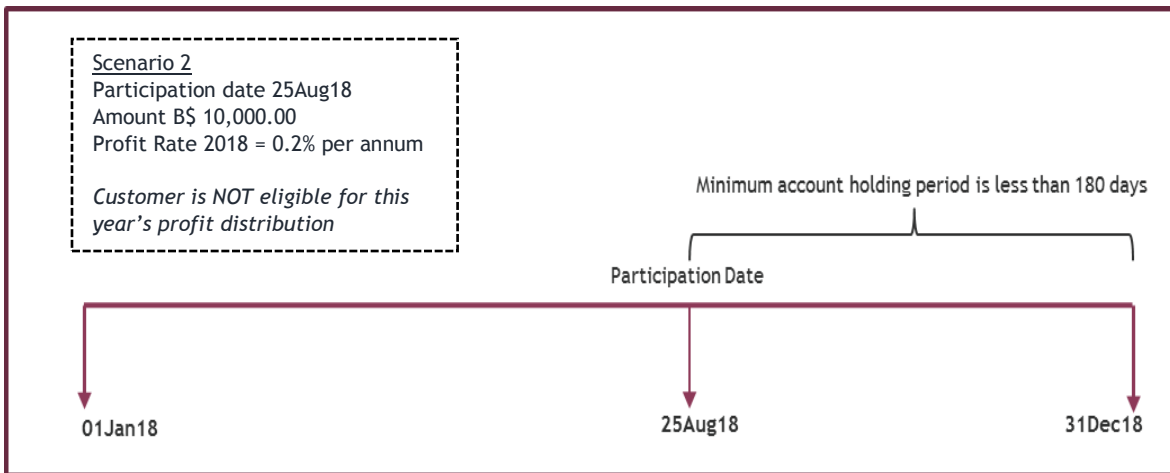 Scenario 2
Participation date 25Aug18
Amount B$ 10,000.00
Profit Rate 2018 = 0.2% per annum
Customer is NOT eligible for this
year's profit distribution
Minimum account holding period is less than 180 days
Participation Date
01Jan18
25Aug18
31Dec18